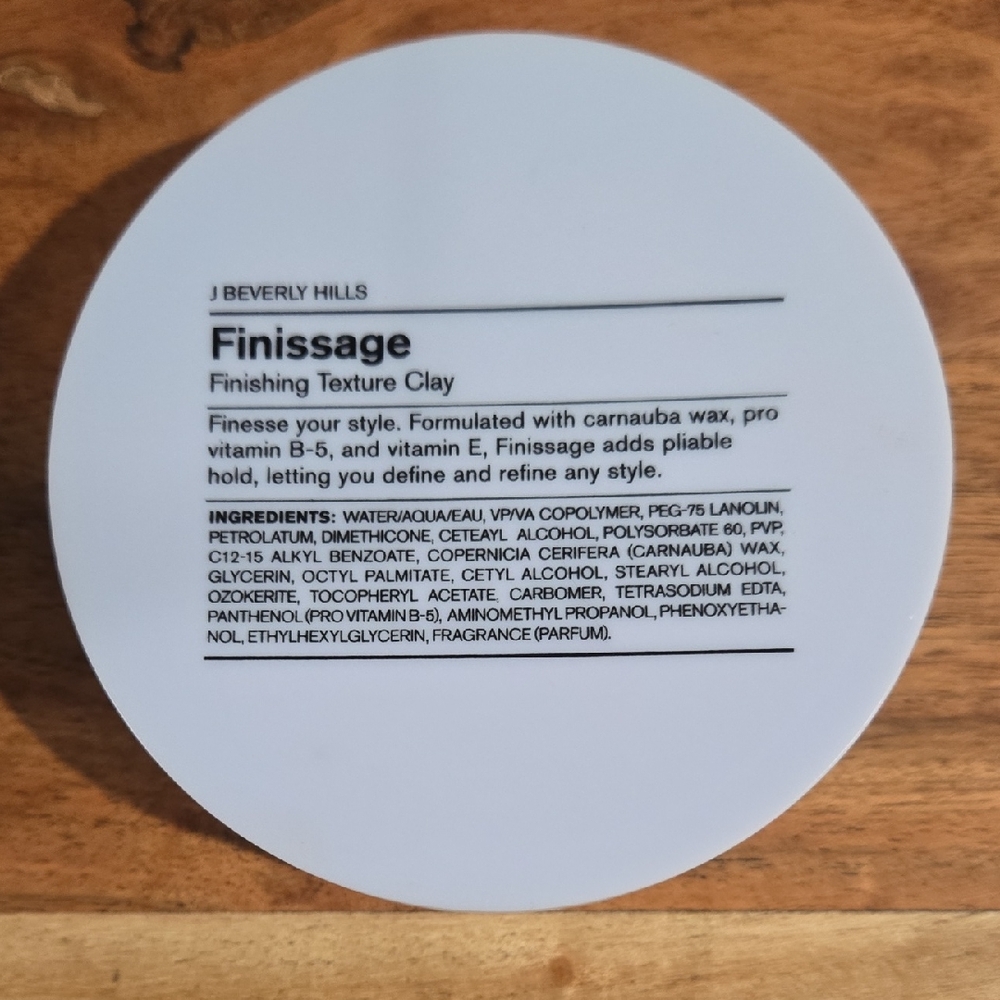 J BEVERLY HILLS
Finissage
Finishing Texture Clay
Finesse your style. Formulated with carnauba wax, pro
vitamin B-5, and vitamin E, Finissage adds pliable
hold, letting you define and refine any style.
INGREDIENTS: WATER/AQUA/EAU, VP/VA COPOLYMER, PEG-75 LANOLIN,
PETROLATUM, DIMETHICONE, CETEAYL ALCOHOL, POLYSORBATE 60, PVP,
C12-15 ALKYL BENZOATE, COPERNICIA CERIFERA (CARNAUBA) WAX,
GLYCERIN, OCTYL PALMITATE, CETYL ALCOHOL, STEARYL ALCOHOL,
OZOKERITE, TOCOPHERYL ACETATE, CARBOMER, TETRASODIUM EDTA,
PANTHENOL (PRO VITAMIN B-5), AMINOMETHYL PROPANOL, PHENOXYETHA-
NOL, ETHYLHEXYLGLYCERIN, FRAGRANCE (PARFUM).